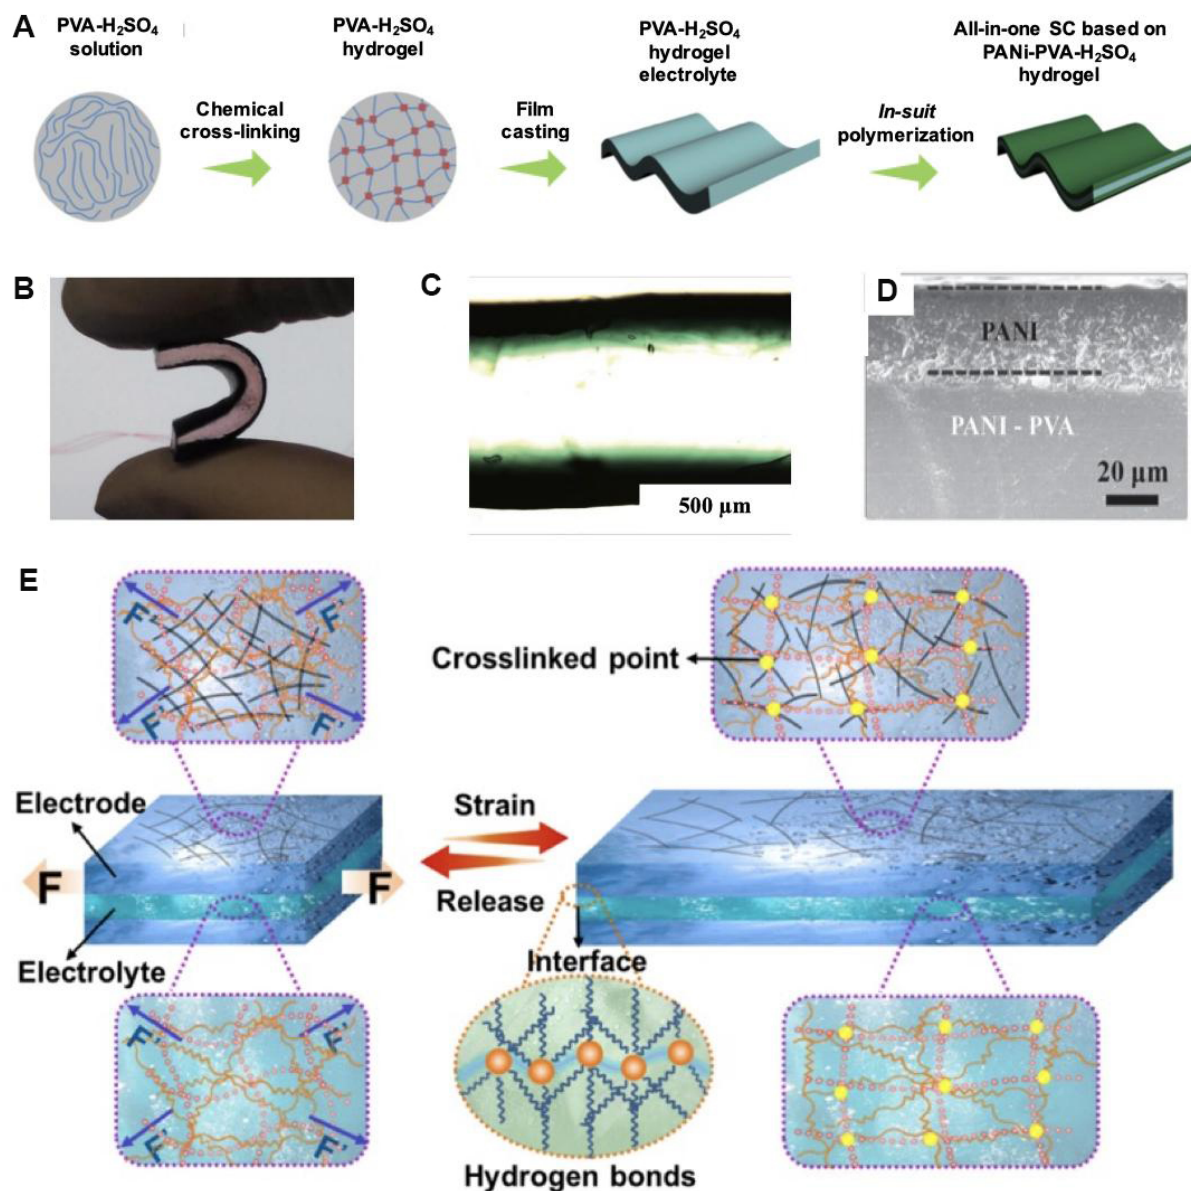 A
PVA-H₂SO₄
solution
PVA-H₂SO₄
hydrogel
PVA-H₂SO₄
hydrogel
electrolyte
All-in-one SC based on
PANi-PVA-H₂SO₄
hydrogel
Chemical
cross-linking
Film
casting
In-suit
polymerization
B
C
500 µm
D
PANI
PANI - PVA
20 µm
E
F'
F'
F'
F'
Crosslinked point
Electrode
Strain
F
F
Release
Electrolyte
Interface
F'
F'
F'
F'
Hydrogen bonds